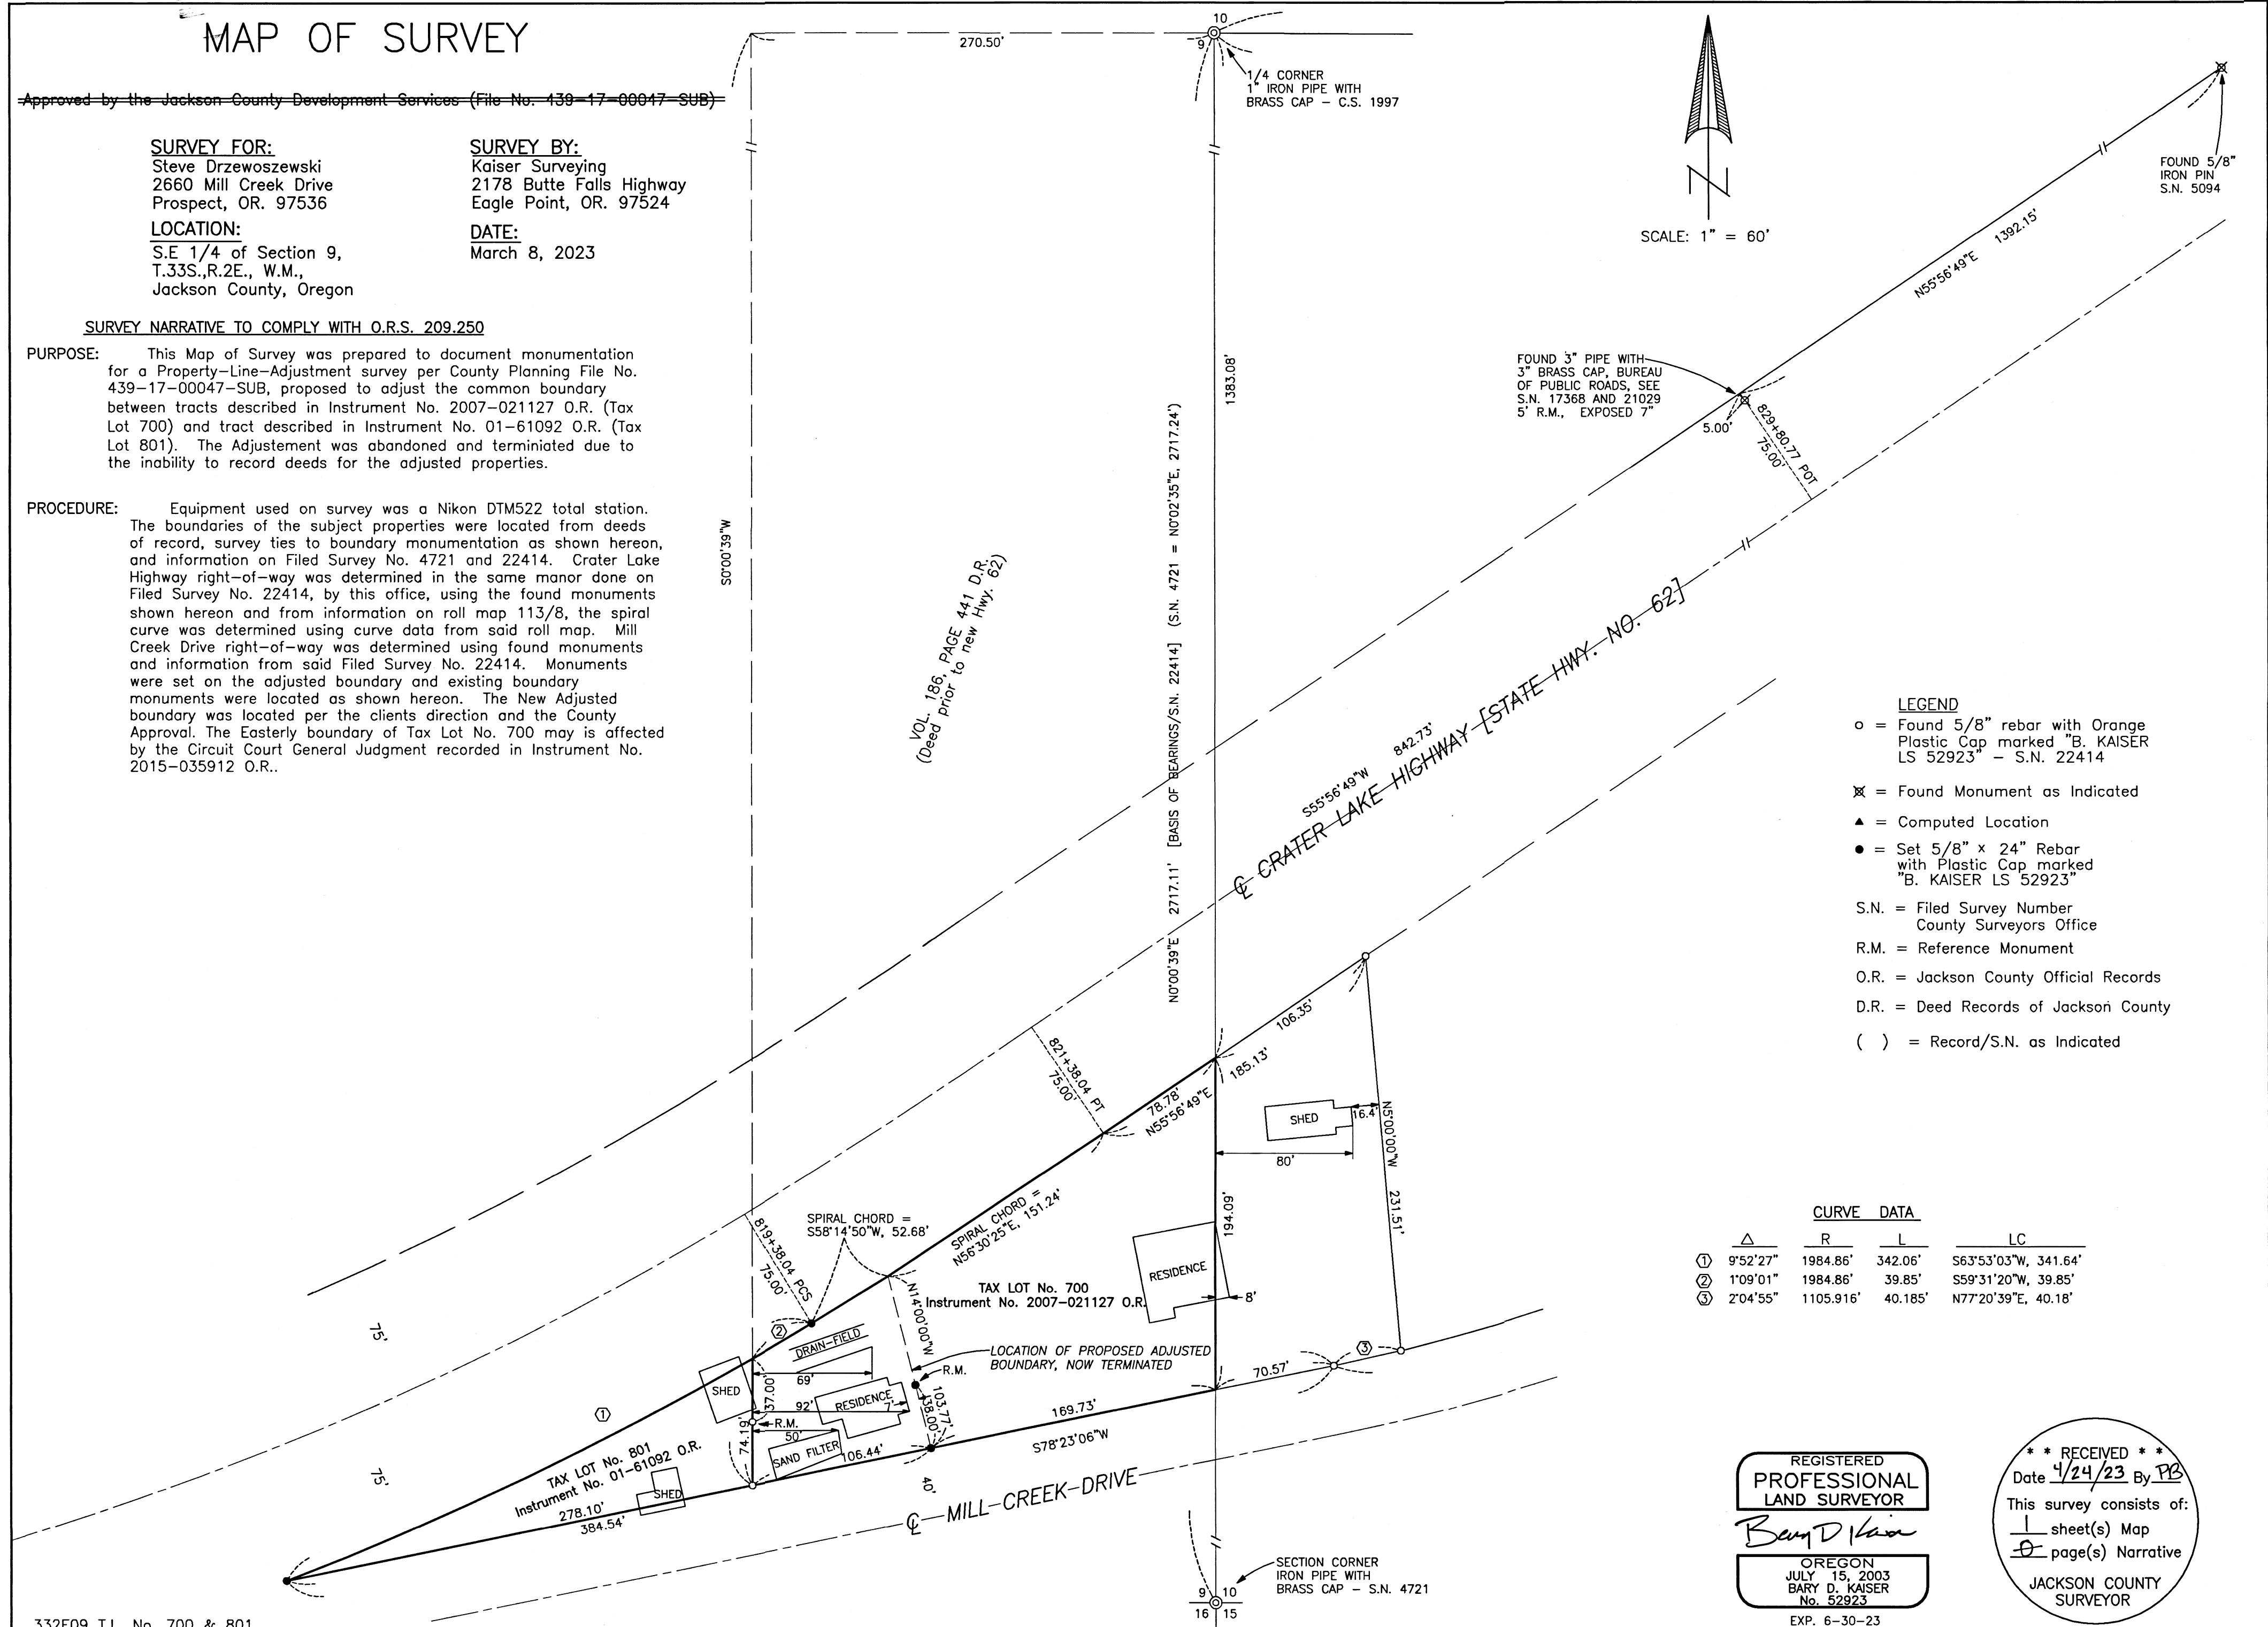 MAP OF SURVEY
Approved by the Jackson County Development Services (File No. 439-17-00047-SUB)
SURVEY FOR:
Steve Drzewoszewski
2660 Mill Creek Drive
Prospect, OR. 97536
LOCATION:
S.E 1/4 of Section 9,
T.33S.,R.2E., W.M.,
Jackson County, Oregon
SURVEY BY:
Kaiser Surveying
2178 Butte Falls Highway
Eagle Point, OR. 97524
DATE:
March 8, 2023
SURVEY NARRATIVE TO COMPLY WITH O.R.S. 209.250
PURPOSE: This Map of Survey was prepared to document monumentation
for a Property-Line-Adjustment survey per County Planning File No.
439-17-00047-SUB, proposed to adjust the common boundary
between tracts described in Instrument No. 2007-021127 O.R. (Tax
Lot 700) and tract described in Instrument No. 01-61092 O.R. (Tax
Lot 801). The Adjustement was abandoned and terminiated due to
the inability to record deeds for the adjusted properties.
PROCEDURE: Equipment used on survey was a Nikon DTM522 total station.
The boundaries of the subject properties were located from deeds
of record, survey ties to boundary monumentation as shown hereon,
and information on Filed Survey No. 4721 and 22414. Crater Lake
Highway right-of-way was determined in the same manor done on
Filed Survey No. 22414, by this office, using the found monuments
shown hereon and from information on roll map 113/8, the spiral
curve was determined using curve data from said roll map. Mill
Creek Drive right-of-way was determined using found monuments
and information from said Filed Survey No. 22414. Monuments
were set on the adjusted boundary and existing boundary
monuments were located as shown hereon. The New Adjusted
boundary was located per the clients direction and the County
Approval. The Easterly boundary of Tax Lot No. 700 may is affected
by the Circuit Court General Judgment recorded in Instrument No.
2015-035912 O.R..
270.50'
10
9
1/4 CORNER
1" IRON PIPE WITH
BRASS CAP - C.S. 1997
N
SCALE: 1" = 60'
FOUND 5/8"
IRON PIN
S.N. 5094
N55°56'49"E 1392.15'
FOUND 3" PIPE WITH
3" BRASS CAP, BUREAU
OF PUBLIC ROADS, SEE
S.N. 17368 AND 21029
5' R.M., EXPOSED 7"
5.00'
829+80.77 POT
75.00'
S0°00'39"W
VOL. 186, PAGE 441 D.R.
(Deed prior to new Hwy. 62)
1383.08'
N0°00'39"E 2717.11' [BASIS OF BEARINGS/S.N. 22414] (S.N. 4721 = N0°02'35"E, 2717.24')
842.73'
S55°56'49"W
℄ CRATER LAKE HIGHWAY [STATE HWY. NO. 62]
LEGEND
o = Found 5/8" rebar with Orange
Plastic Cap marked "B. KAISER
LS 52923" - S.N. 22414
= Found Monument as Indicated
▲ = Computed Location
● = Set 5/8" x 24" Rebar
with Plastic Cap marked
"B. KAISER LS 52923"
S.N. = Filed Survey Number
County Surveyors Office
R.M. = Reference Monument
O.R. = Jackson County Official Records
D.R. = Deed Records of Jackson County
( ) = Record/S.N. as Indicated
821+38.04 PT
75.00'
106.35'
185.13'
78.78'
N55°56'49"E
SHED
16.4'
80'
N5°00'00"W 231.51'
194.09'
819+38.04 PCS
75.00'
SPIRAL CHORD =
S58°14'50"W, 52.68'
SPIRAL CHORD =
N56°30'25"E, 151.24'
TAX LOT No. 700
Instrument No. 2007-021127 O.R.
RESIDENCE
8'
N14°00'00"W
LOCATION OF PROPOSED ADJUSTED
BOUNDARY, NOW TERMINATED
R.M.
2
DRAIN-FIELD
69'
SHED
37.00'
92'
RESIDENCE
7'
R.M.
50'
74.19'
SAND FILTER
103.77'
38.00'
106.44'
169.73'
S78°23'06"W
70.57'
3
1
75'
75'
TAX LOT No. 801
Instrument No. 01-61092 O.R.
SHED
278.10'
384.54'
40'
℄ MILL-CREEK-DRIVE
SECTION CORNER
IRON PIPE WITH
BRASS CAP - S.N. 4721
9 10
16 15
CURVE DATA
△ R L LC
1 9°52'27" 1984.86' 342.06' S63°53'03"W, 341.64'
2 1°09'01" 1984.86' 39.85' S59°31'20"W, 39.85'
3 2°04'55" 1105.916' 40.185' N77°20'39"E, 40.18'
REGISTERED
PROFESSIONAL
LAND SURVEYOR
OREGON
JULY 15, 2003
BARY D. KAISER
No. 52923
EXP. 6-30-23
* * RECEIVED * *
Date 4/24/23 By PB
This survey consists of:
1 sheet(s) Map
0 page(s) Narrative
JACKSON COUNTY
SURVEYOR
332E09 T.L. No. 700 & 801